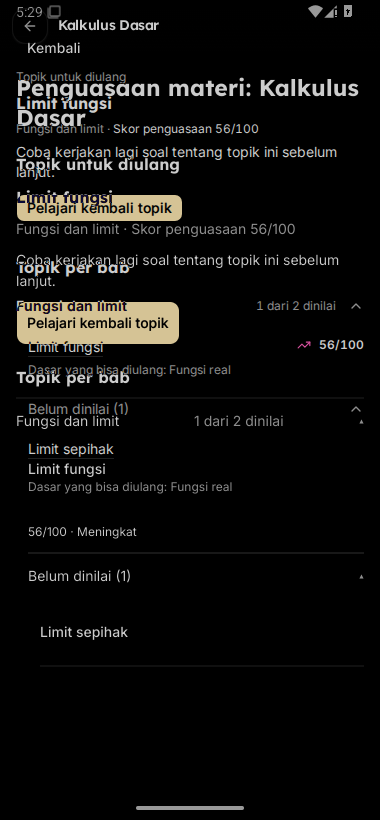 5:29
Kalkulus Dasar
Kembali
Topik untuk diulang
Penguasaan materi: Kalkulus
Dasar
Limit fungsi
Fungsi dan limit · Skor penguasaan 56/100
Coba kerjakan lagi soal tentang topik ini sebelum
lanjut.
Topik untuk diulang
Limit fungsi
Pelajari kembali topik
Fungsi dan limit · Skor penguasaan 56/100
Coba kerjakan lagi soal tentang topik ini sebelum
lanjut.
Topik per bab
Fungsi dan limit
1 dari 2 dinilai
Pelajari kembali topik
Limit fungsi
56/100
Dasar yang bisa diulang: Fungsi real
Topik per bab
Belum dinilai (1)
Fungsi dan limit
1 dari 2 dinilai
Limit sepihak
Limit fungsi
Dasar yang bisa diulang: Fungsi real
56/100 · Meningkat
Belum dinilai (1)
Limit sepihak